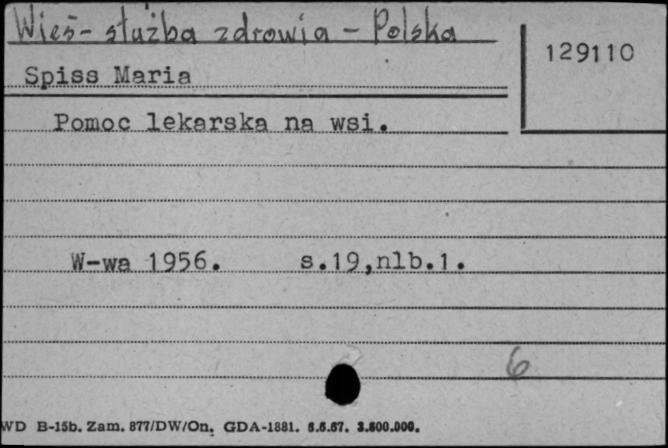 Wieś - służba zdrowia - Polska
129110
Spiss Maria
Pomoc lekarska na wsi.
W-wa 1956. s.19,nlb.1.
6
WD B-15b. Zam. 877/DW/On. GDA-1881. 6.6.67. 3.500.000.